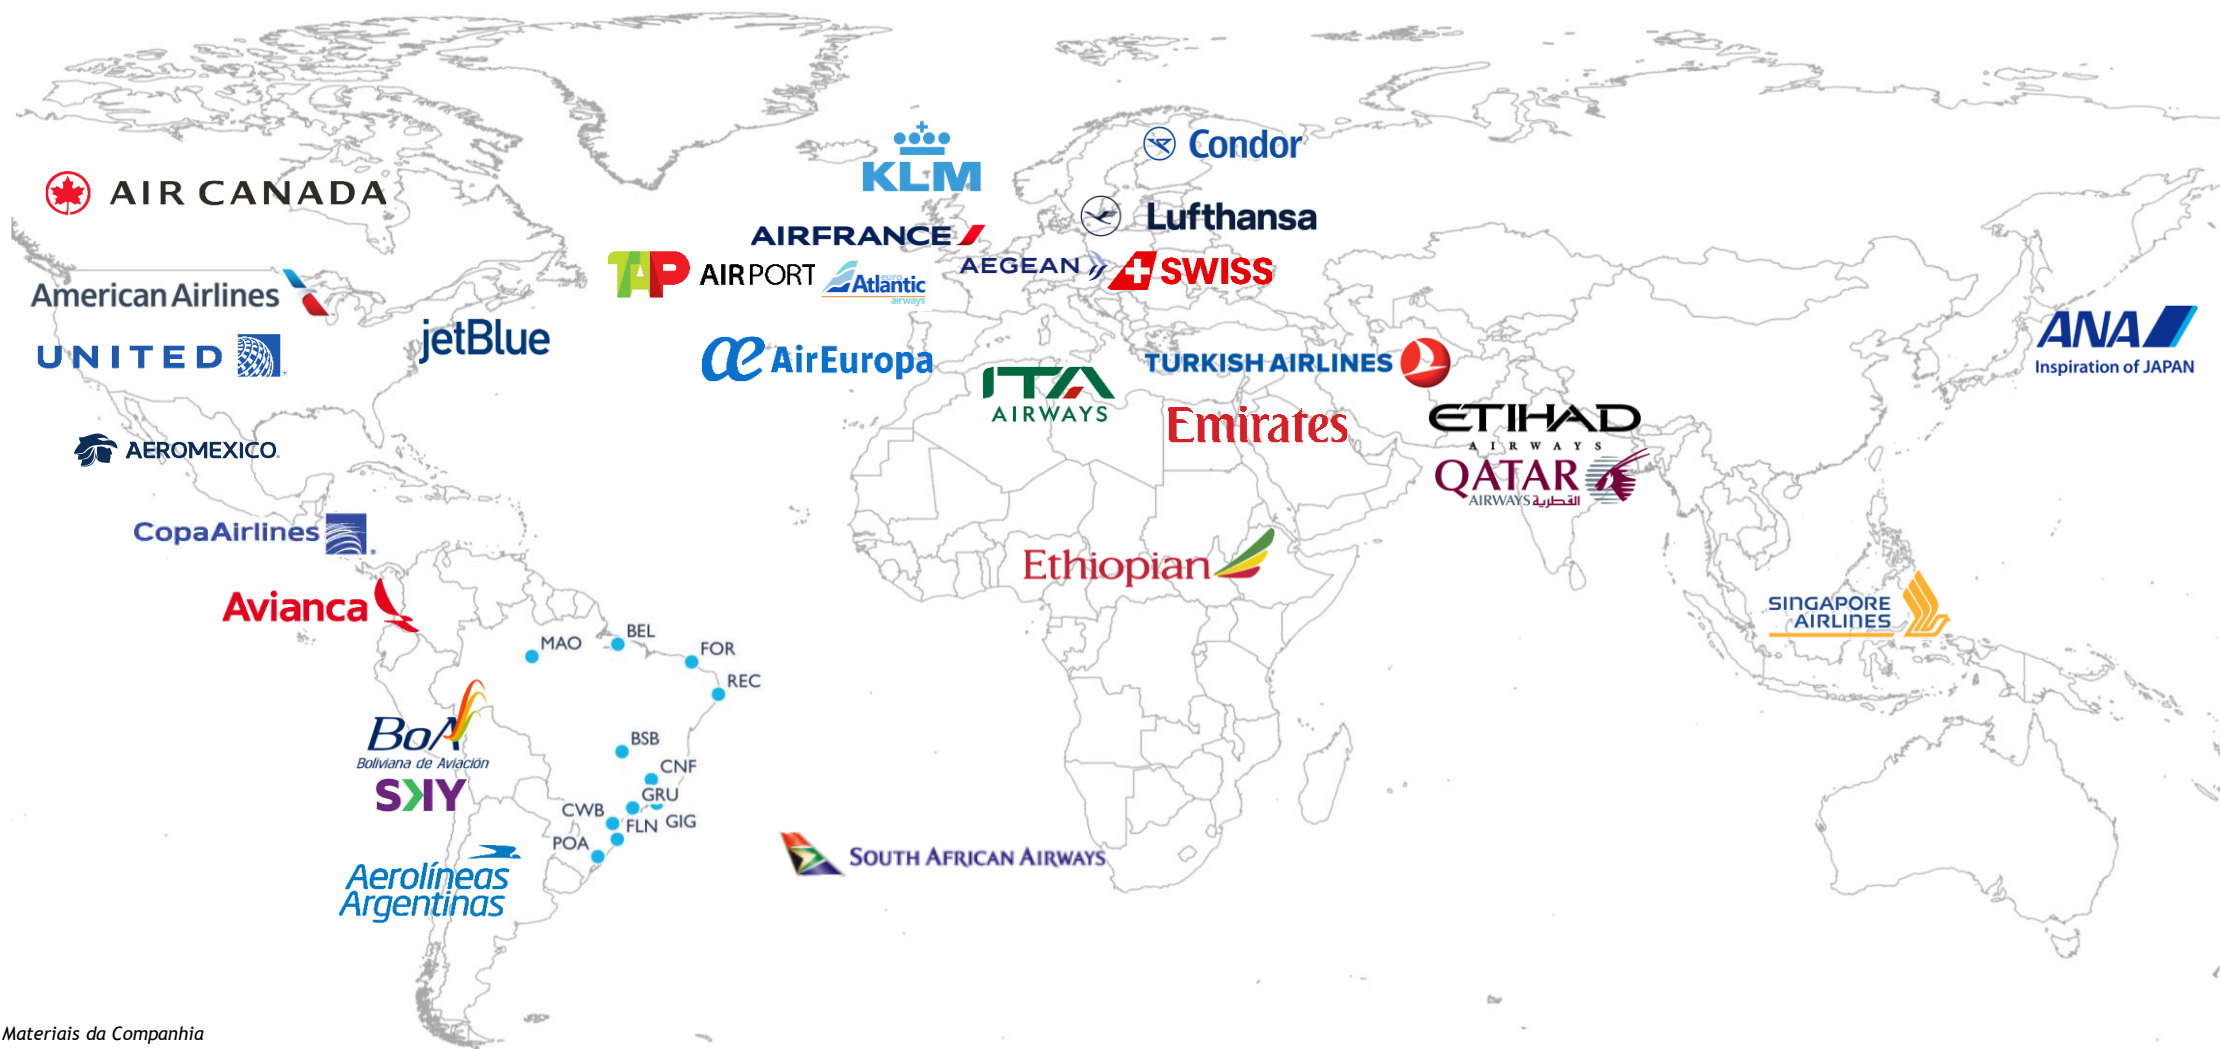 Condor
KLM
AIR CANADA
Lufthansa
AIRFRANCE
TAP AIRPORT
euro
Atlantic
airways
AEGEAN
SWISS
American Airlines
jetBlue
UNITED
AirEuropa
ITA
AIRWAYS
TURKISH AIRLINES
ANA
Inspiration of JAPAN
Emirates
ETIHAD
AIRWAYS
QATAR
AIRWAYS القطرية
AEROMEXICO
CopaAirlines
Ethiopian
Avianca
SINGAPORE
AIRLINES
MAO
BEL
FOR
REC
BoA
Boliviana de Aviación
SKY
BSB
CNF
GRU
CWB
FLN
GIG
POA
Aerolíneas
Argentinas
SOUTH AFRICAN AIRWAYS
Materiais da Companhia